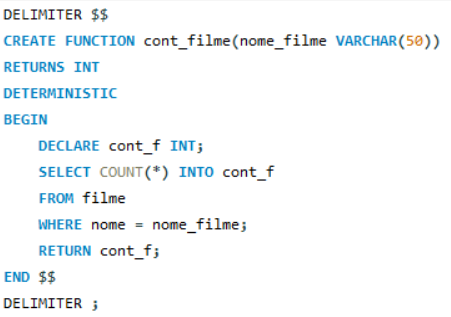 DELIMITER $$
CREATE FUNCTION cont_filme(nome_filme VARCHAR(50))
RETURNS INT
DETERMINISTIC
BEGIN
    DECLARE cont_f INT;
    SELECT COUNT(*) INTO cont_f
    FROM filme
    WHERE nome = nome_filme;
    RETURN cont_f;
END $$
DELIMITER ;